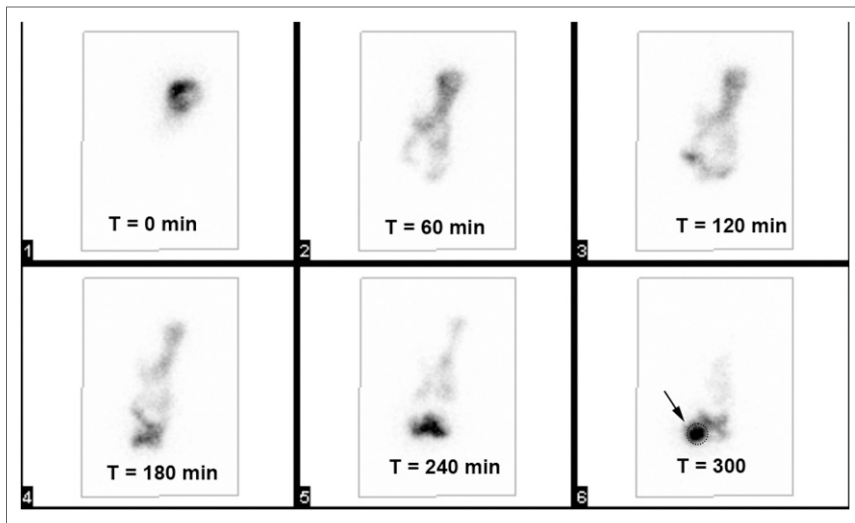 T = 0 min
1
T = 60 min
2
T = 120 min
3
T = 180 min
4
T = 240 min
5
T = 300
6